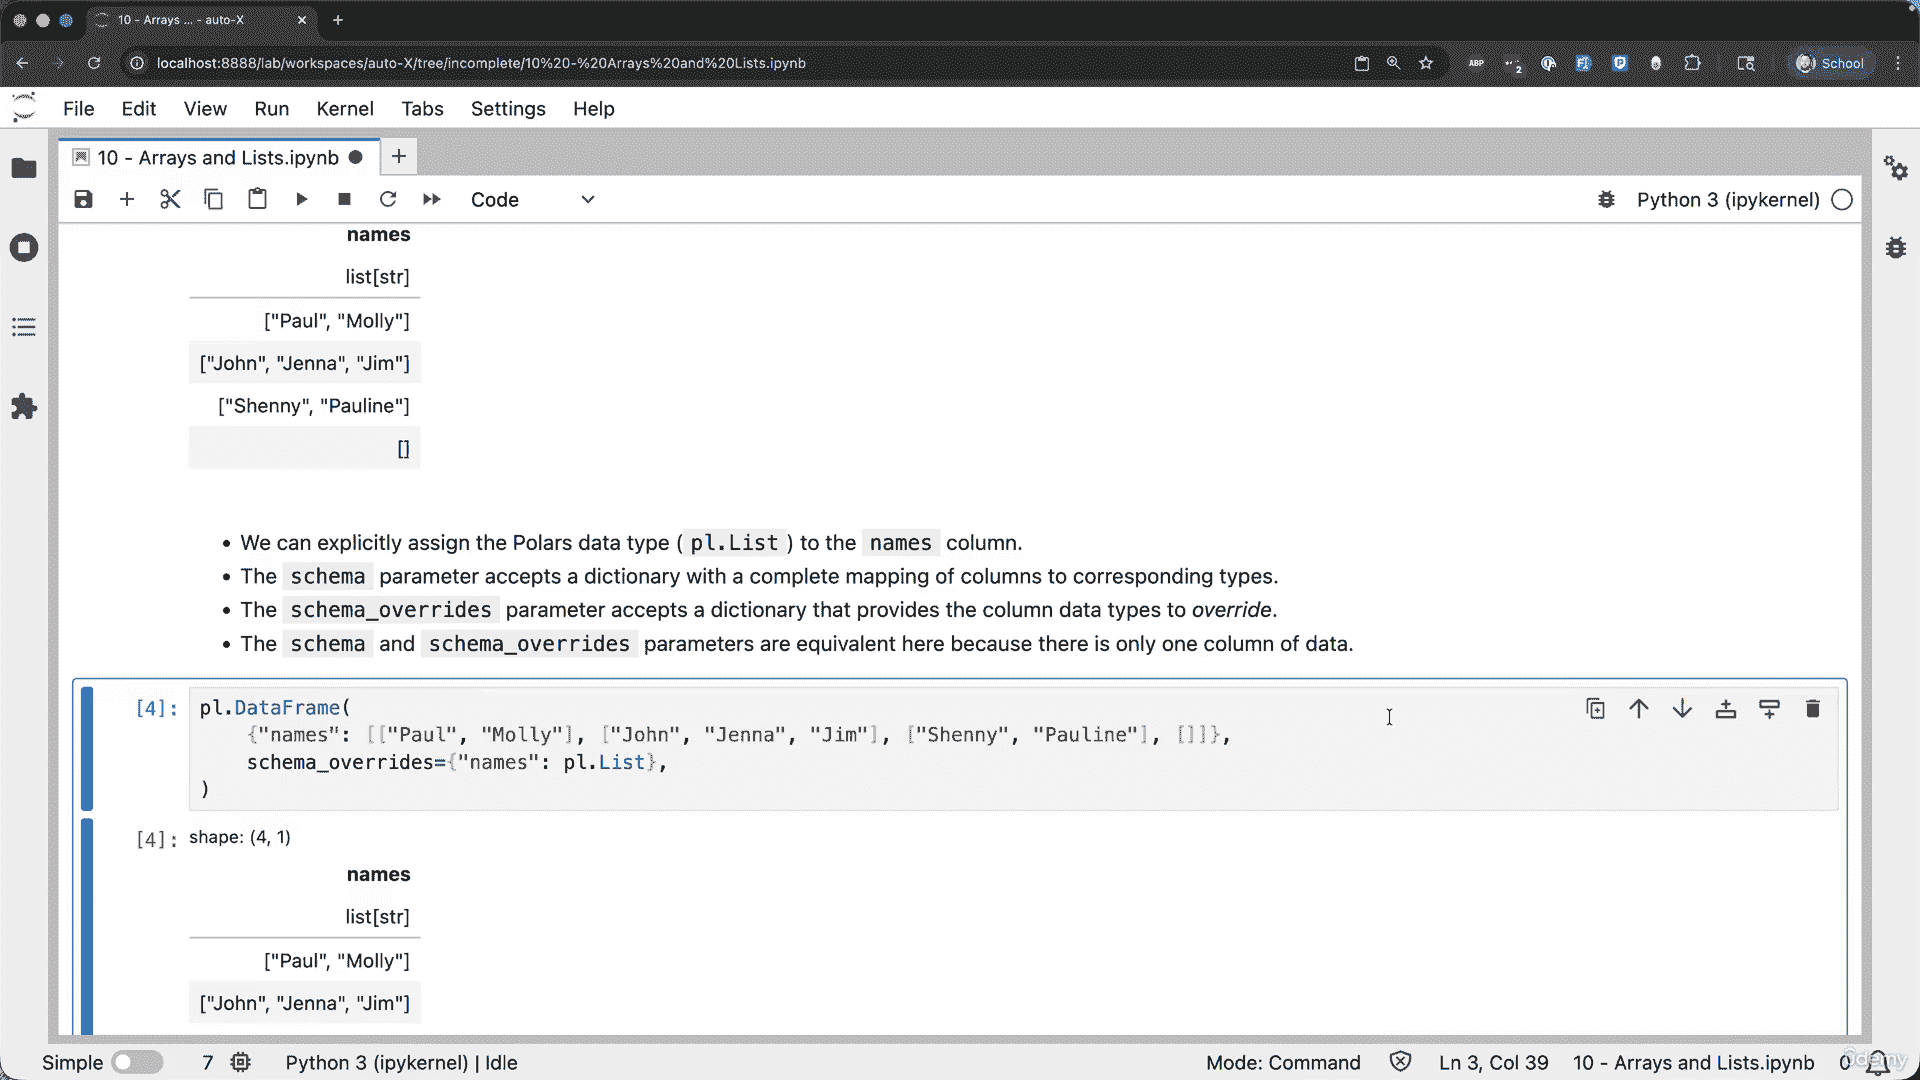 10 - Arrays ... - auto-X
localhost:8888/lab/workspaces/auto-X/tree/incomplete/10%20-%20Arrays%20and%20Lists.ipynb
ABP
2
School
File Edit View Run Kernel Tabs Settings Help
10 - Arrays and Lists.ipynb
Code
Python 3 (ipykernel)
names
list[str]
["Paul", "Molly"]
["John", "Jenna", "Jim"]
["Shenny", "Pauline"]
[]
• We can explicitly assign the Polars data type ( pl.List ) to the names column.
• The schema parameter accepts a dictionary with a complete mapping of columns to corresponding types.
• The schema_overrides parameter accepts a dictionary that provides the column data types to override.
• The schema and schema_overrides parameters are equivalent here because there is only one column of data.
[4]: pl.DataFrame(
{"names": [["Paul", "Molly"], ["John", "Jenna", "Jim"], ["Shenny", "Pauline"], []]},
schema_overrides={"names": pl.List},
)
[4]: shape: (4, 1)
names
list[str]
["Paul", "Molly"]
["John", "Jenna", "Jim"]
Simple 7 Python 3 (ipykernel) | Idle Mode: Command Ln 3, Col 39 10 - Arrays and Lists.ipynb 0
udemy